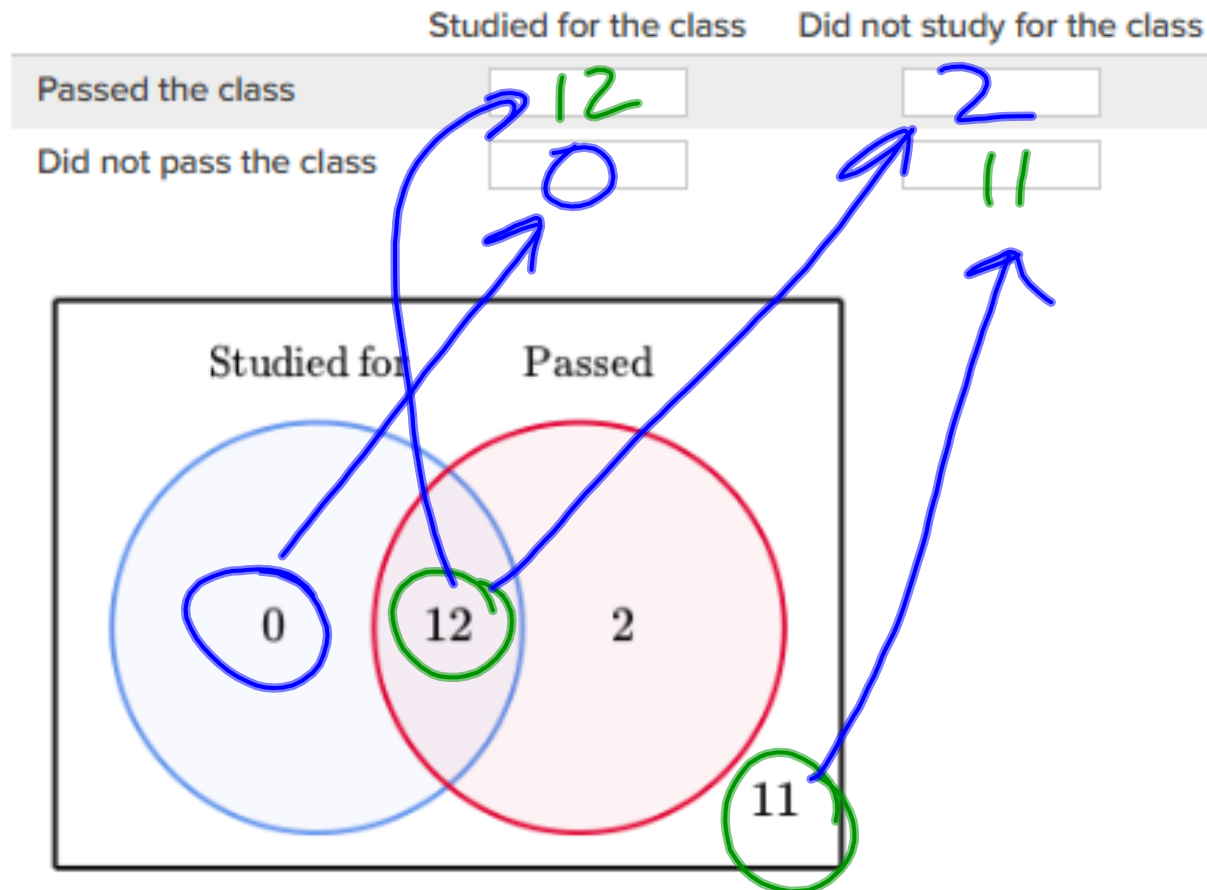 Studied for the class Did not study for the class
Passed the class 12 2
Did not pass the class 0 11
Studied for Passed
0 12 2
11